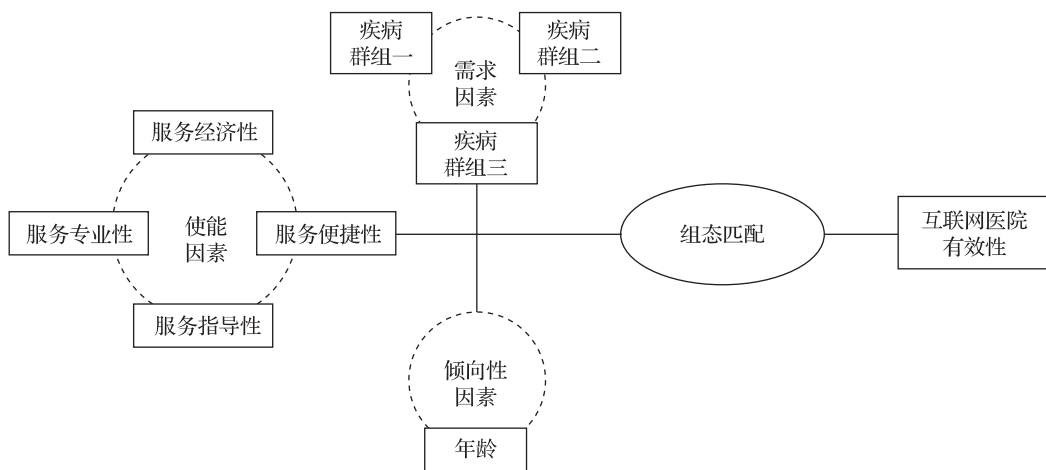 疾病
群组一
疾病
群组二
需求
因素
疾病
群组三
服务经济性
服务专业性
使能
因素
服务便捷性
服务指导性
组态匹配
互联网医院
有效性
倾向性
因素
年龄